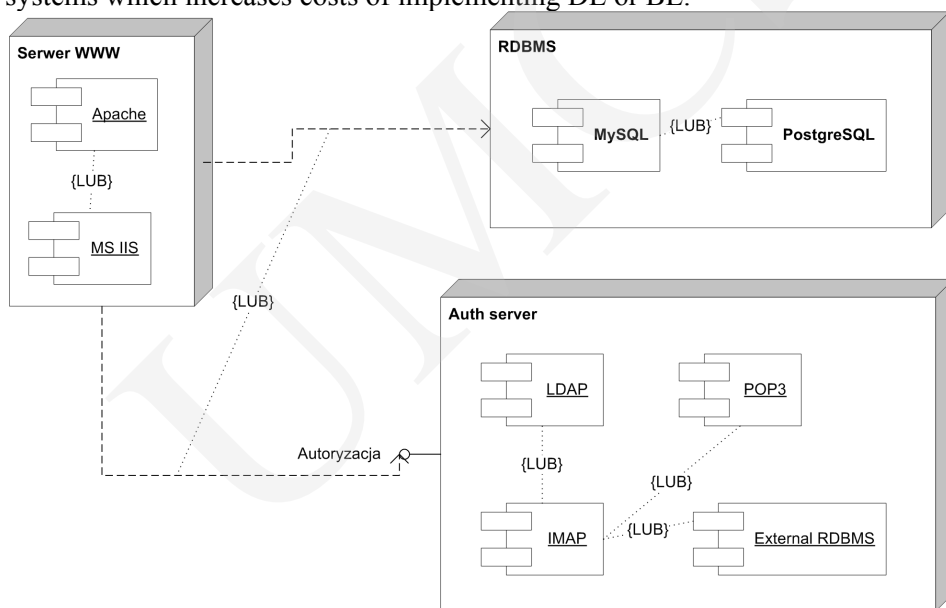 systems which increases costs of implementing DL or BL.
Serwer WWW
Apache
{LUB}
MS IIS
RDBMS
MySQL
{LUB}
PostgreSQL
{LUB}
Auth server
LDAP
POP3
Autoryzacja
{LUB}
{LUB}
IMAP
{LUB}
External RDBMS
UMCS